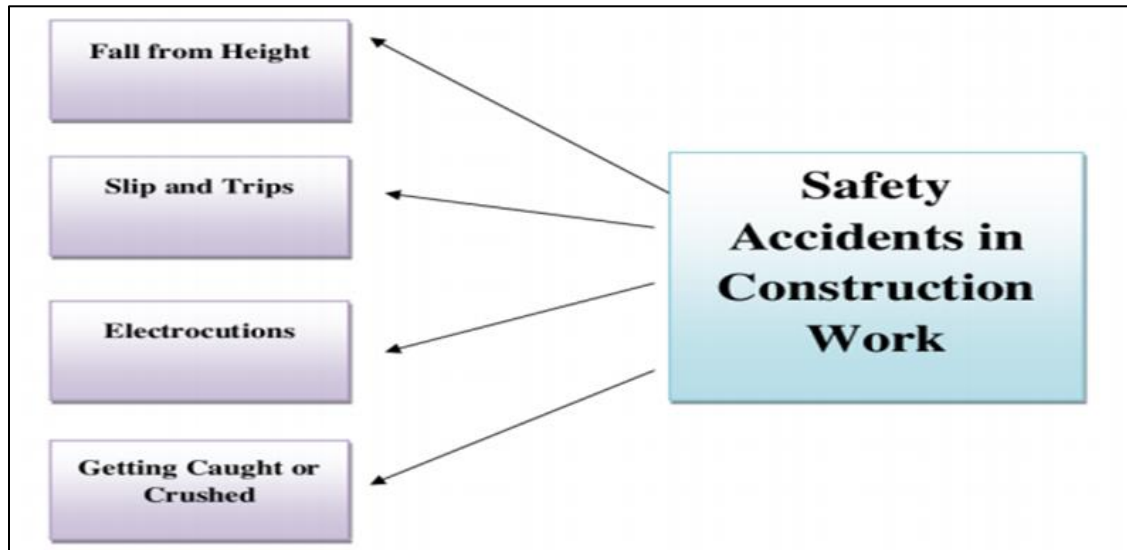 Fall from Height
Slip and Trips
Electrocutions
Getting Caught or
Crushed
Safety
Accidents in
Construction
Work